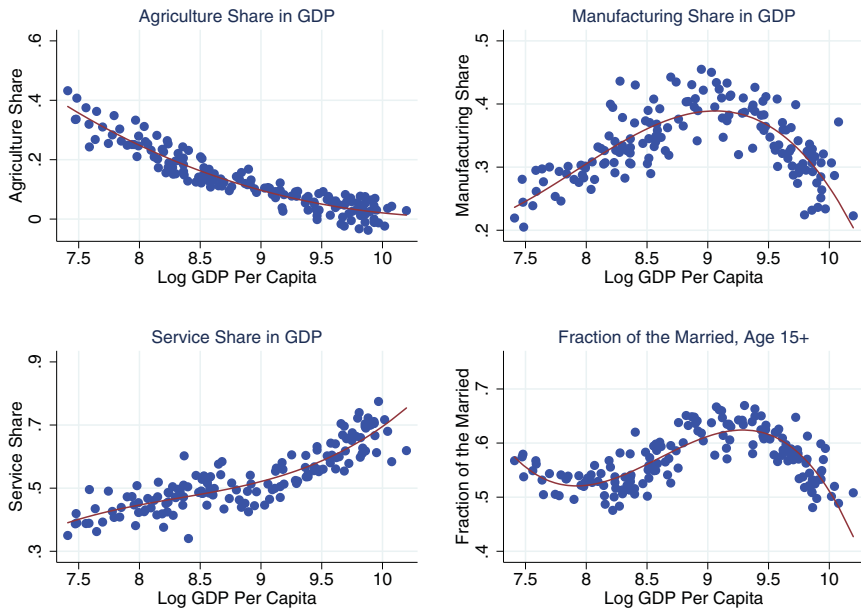 Agriculture Share in GDP
Agriculture Share
.6
.4
.2
0
7.5 8 8.5 9 9.5 10
Log GDP Per Capita
Manufacturing Share in GDP
Manufacturing Share
.5
.4
.3
.2
7.5 8 8.5 9 9.5 10
Log GDP Per Capita
Service Share in GDP
Service Share
.9
.7
.5
.3
7.5 8 8.5 9 9.5 10
Log GDP Per Capita
Fraction of the Married, Age 15+
Fraction of the Married
.7
.6
.5
.4
7.5 8 8.5 9 9.5 10
Log GDP Per Capita